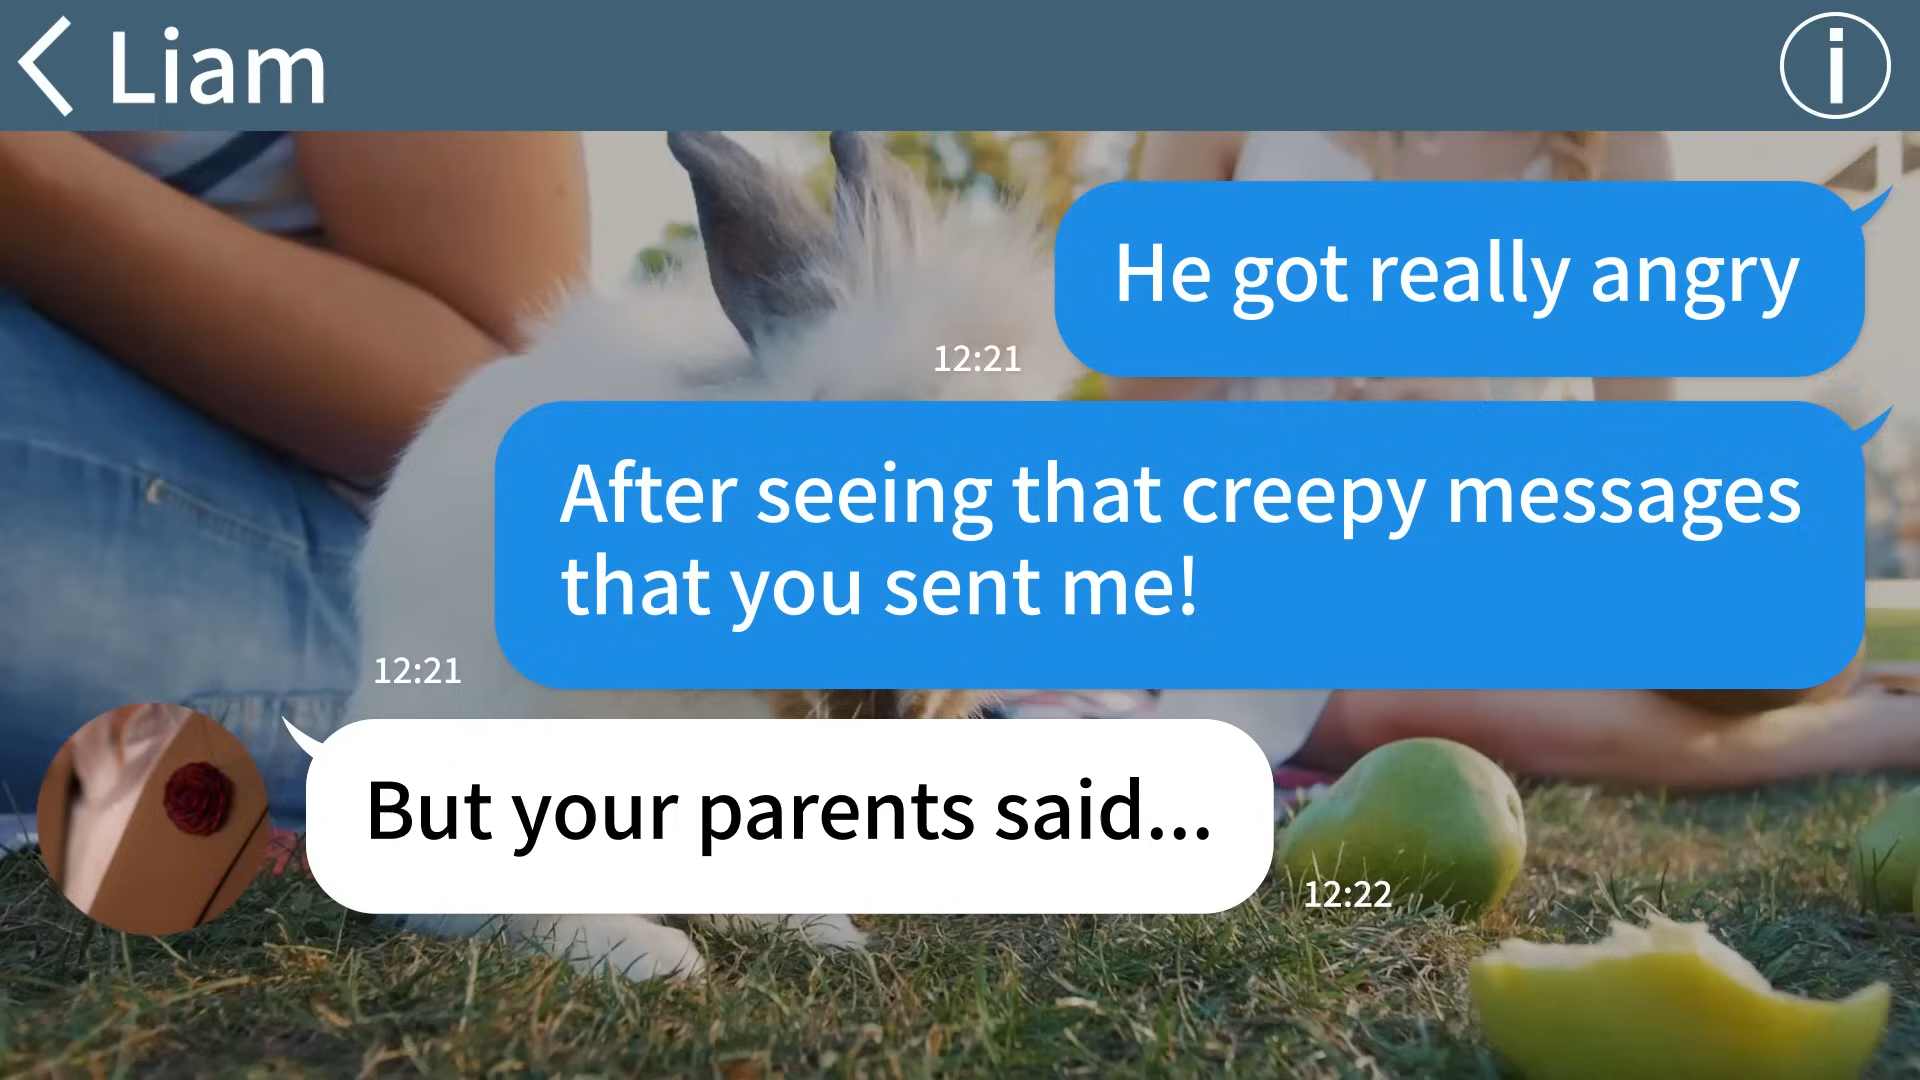 Liam
i
He got really angry
12:21
After seeing that creepy messages
that you sent me!
12:21
But your parents said...
12:22